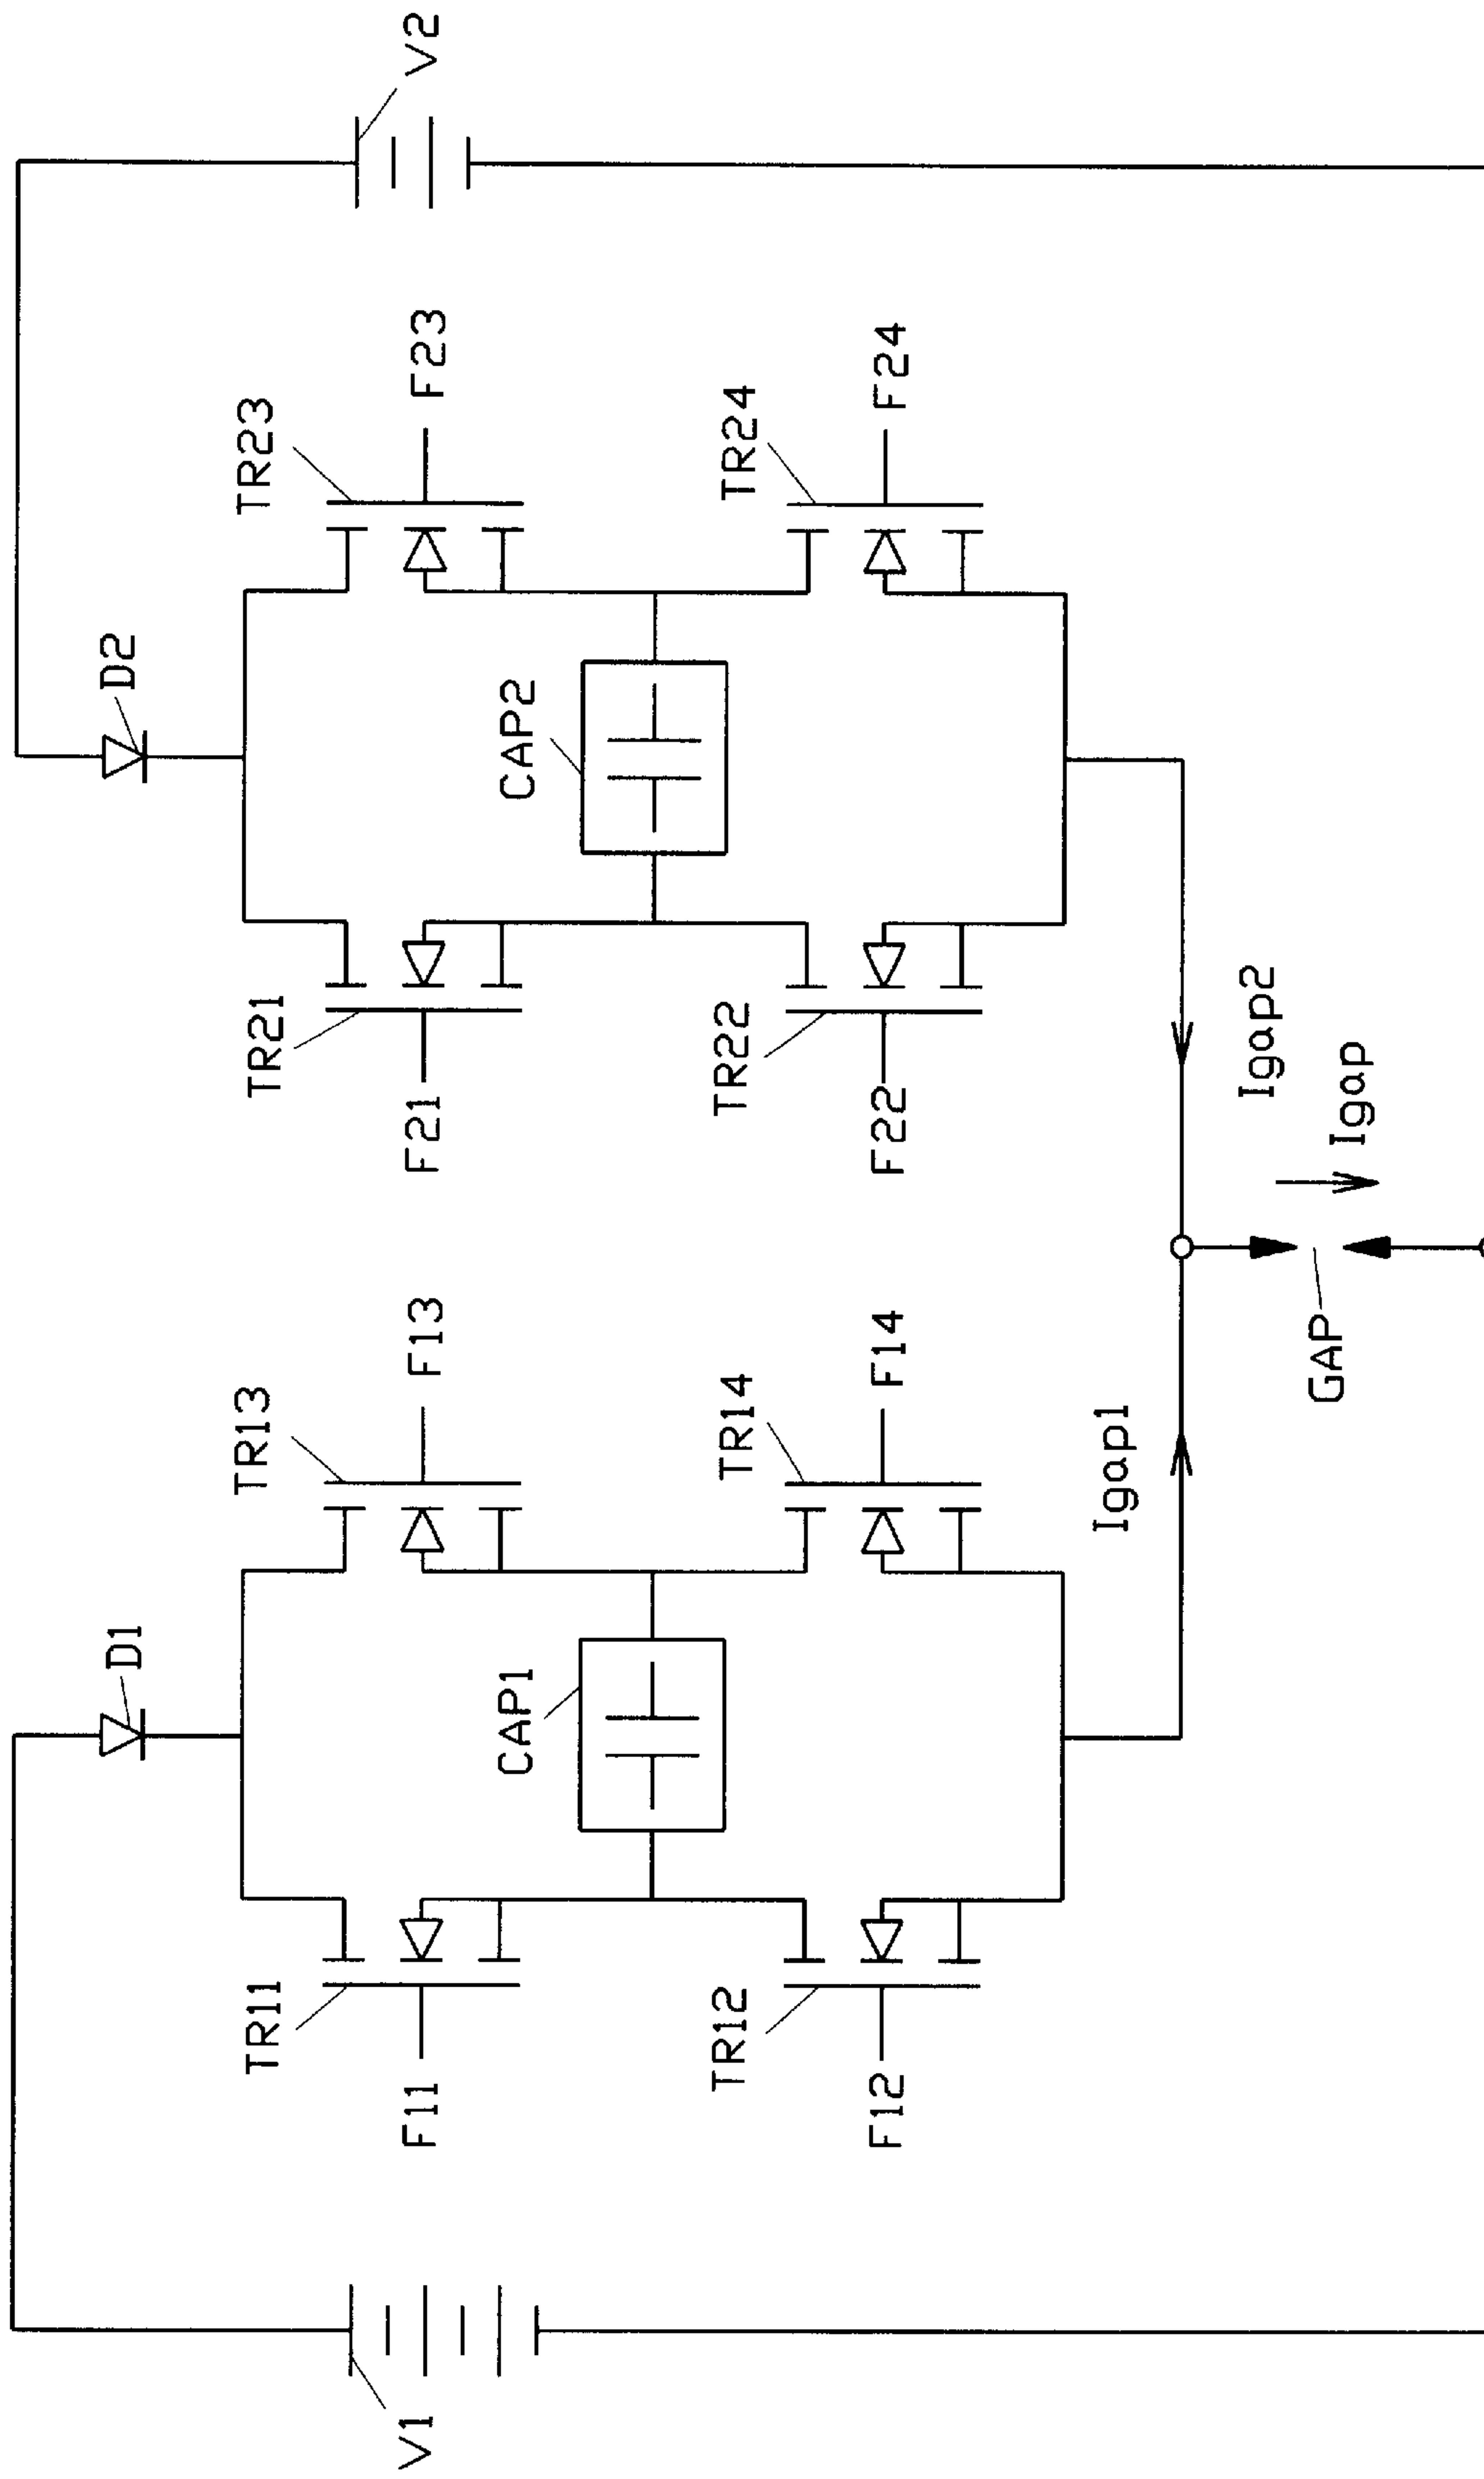 V2
D2
TR23
F23
TR24
F24
CAP2
TR21
F21
TR22
F22
Igap2
Igap
GAP
D1
TR13
F13
TR14
F14
Igap1
CAP1
TR11
F11
TR12
F12
V1